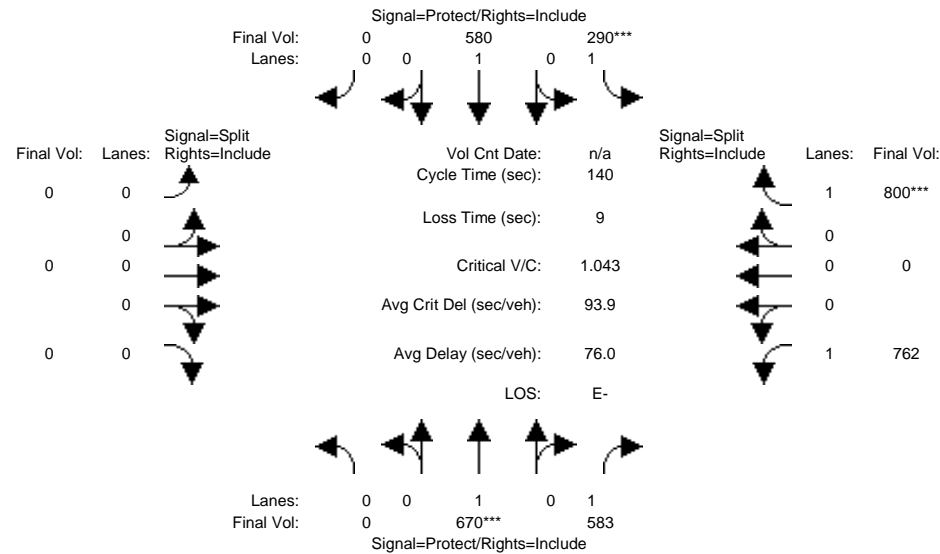 Signal=Protect/Rights=Include
Final Vol: 0 580 290***
Lanes: 0 0 1 0 1
Signal=Split Signal=Split
Final Vol: Lanes: Rights=Include Vol Cnt Date: n/a Rights=Include Lanes: Final Vol:
Cycle Time (sec): 140
0 0 1 800***
Loss Time (sec): 9
0 0
0 0 Critical V/C: 1.043 0 0
0 Avg Crit Del (sec/veh): 93.9 0
0 0 Avg Delay (sec/veh): 76.0 1 762
LOS: E-
Lanes: 0 0 1 0 1
Final Vol: 0 670*** 583
Signal=Protect/Rights=Include